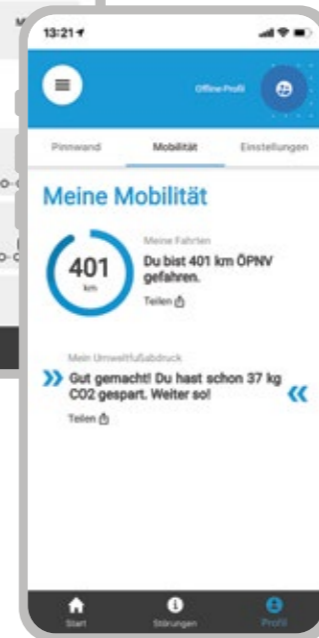 13:21
Offline-Profil
Pinnwand Mobilität Einstellungen
Meine Mobilität
401
km
Meine Fahrten
Du bist 401 km ÖPNV
gefahren.
Teilen
Mein Umweltfußabdruck
Gut gemacht! Du hast schon 37 kg
CO2 gespart. Weiter so!
Teilen
Start Störungen Profil